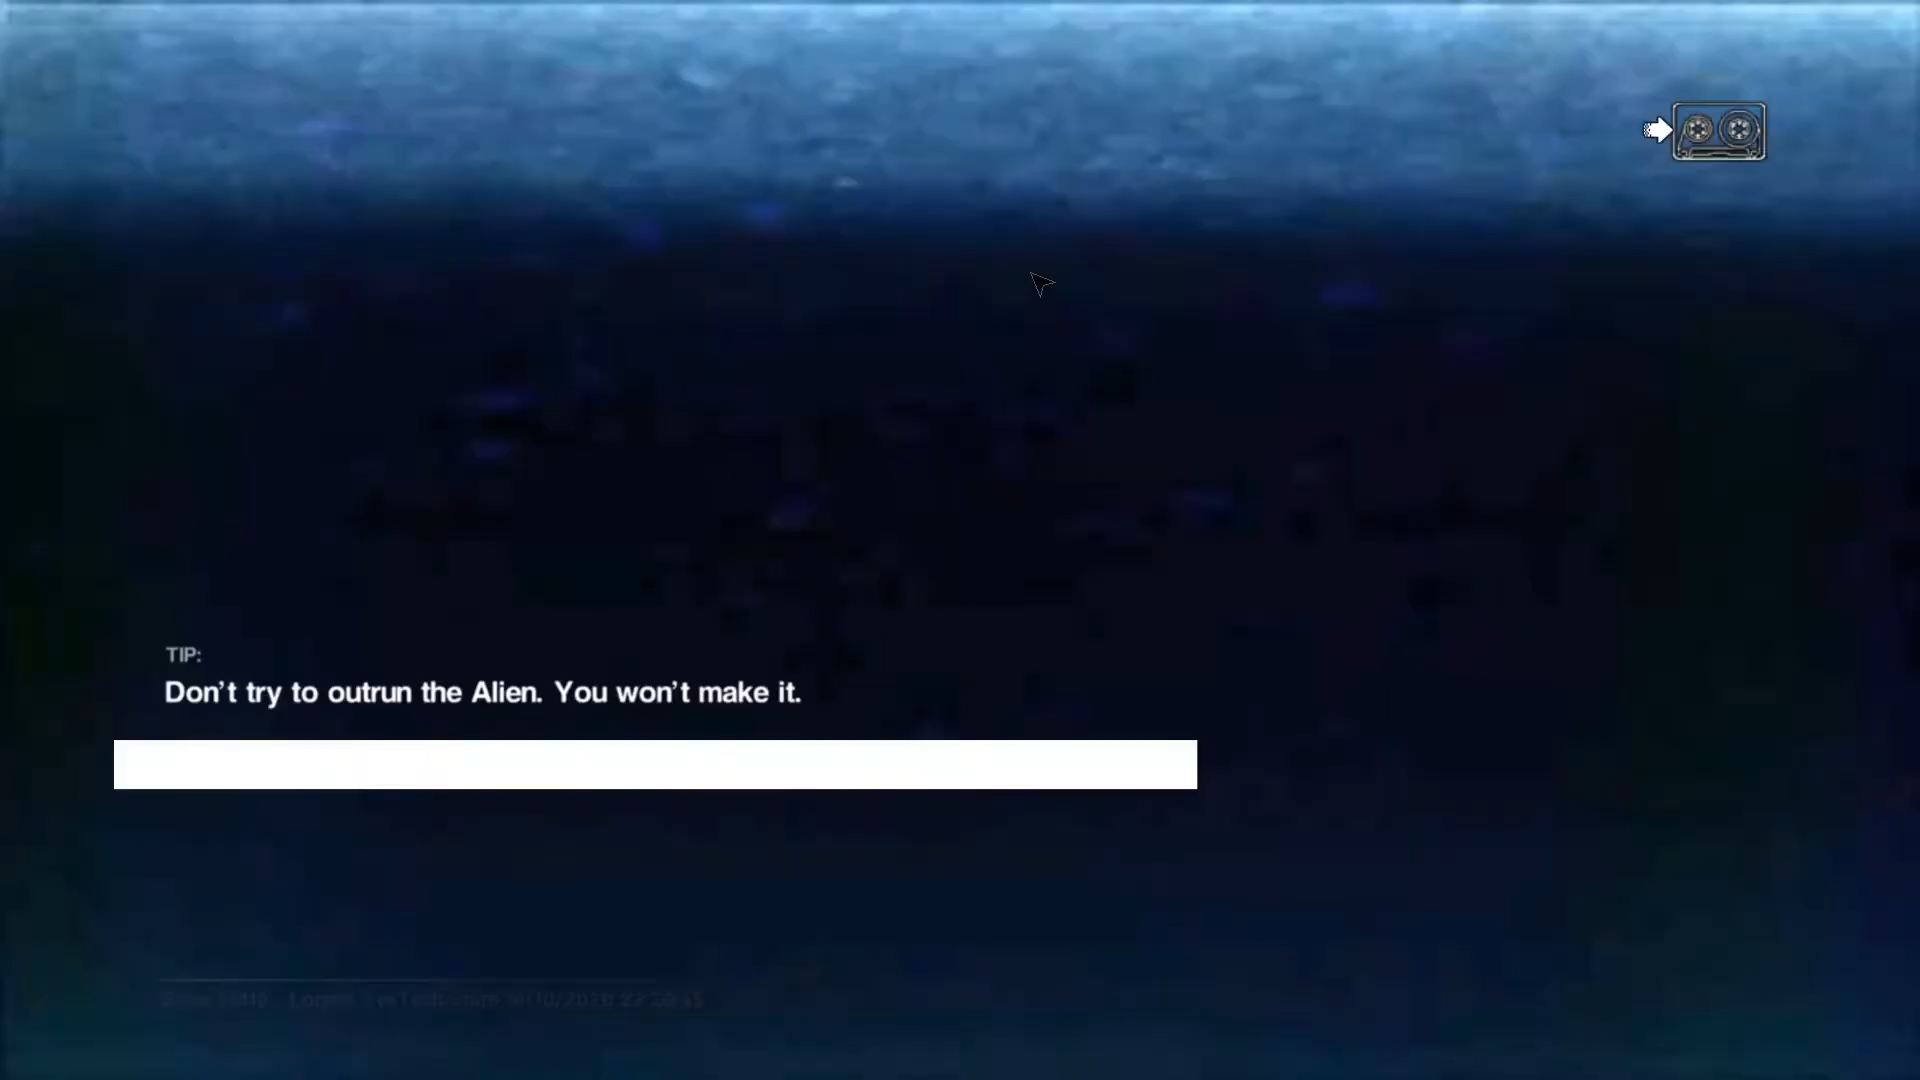 TIP:
Don’t try to outrun the Alien. You won’t make it.